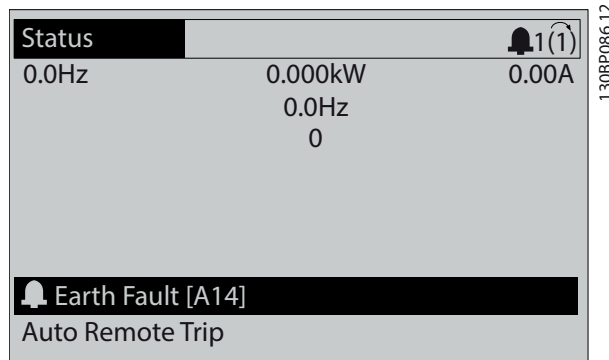 Status 1(1)
0.0Hz 0.000kW 0.00A
0.0Hz
0
Earth Fault [A14]
Auto Remote Trip
130BP086.12